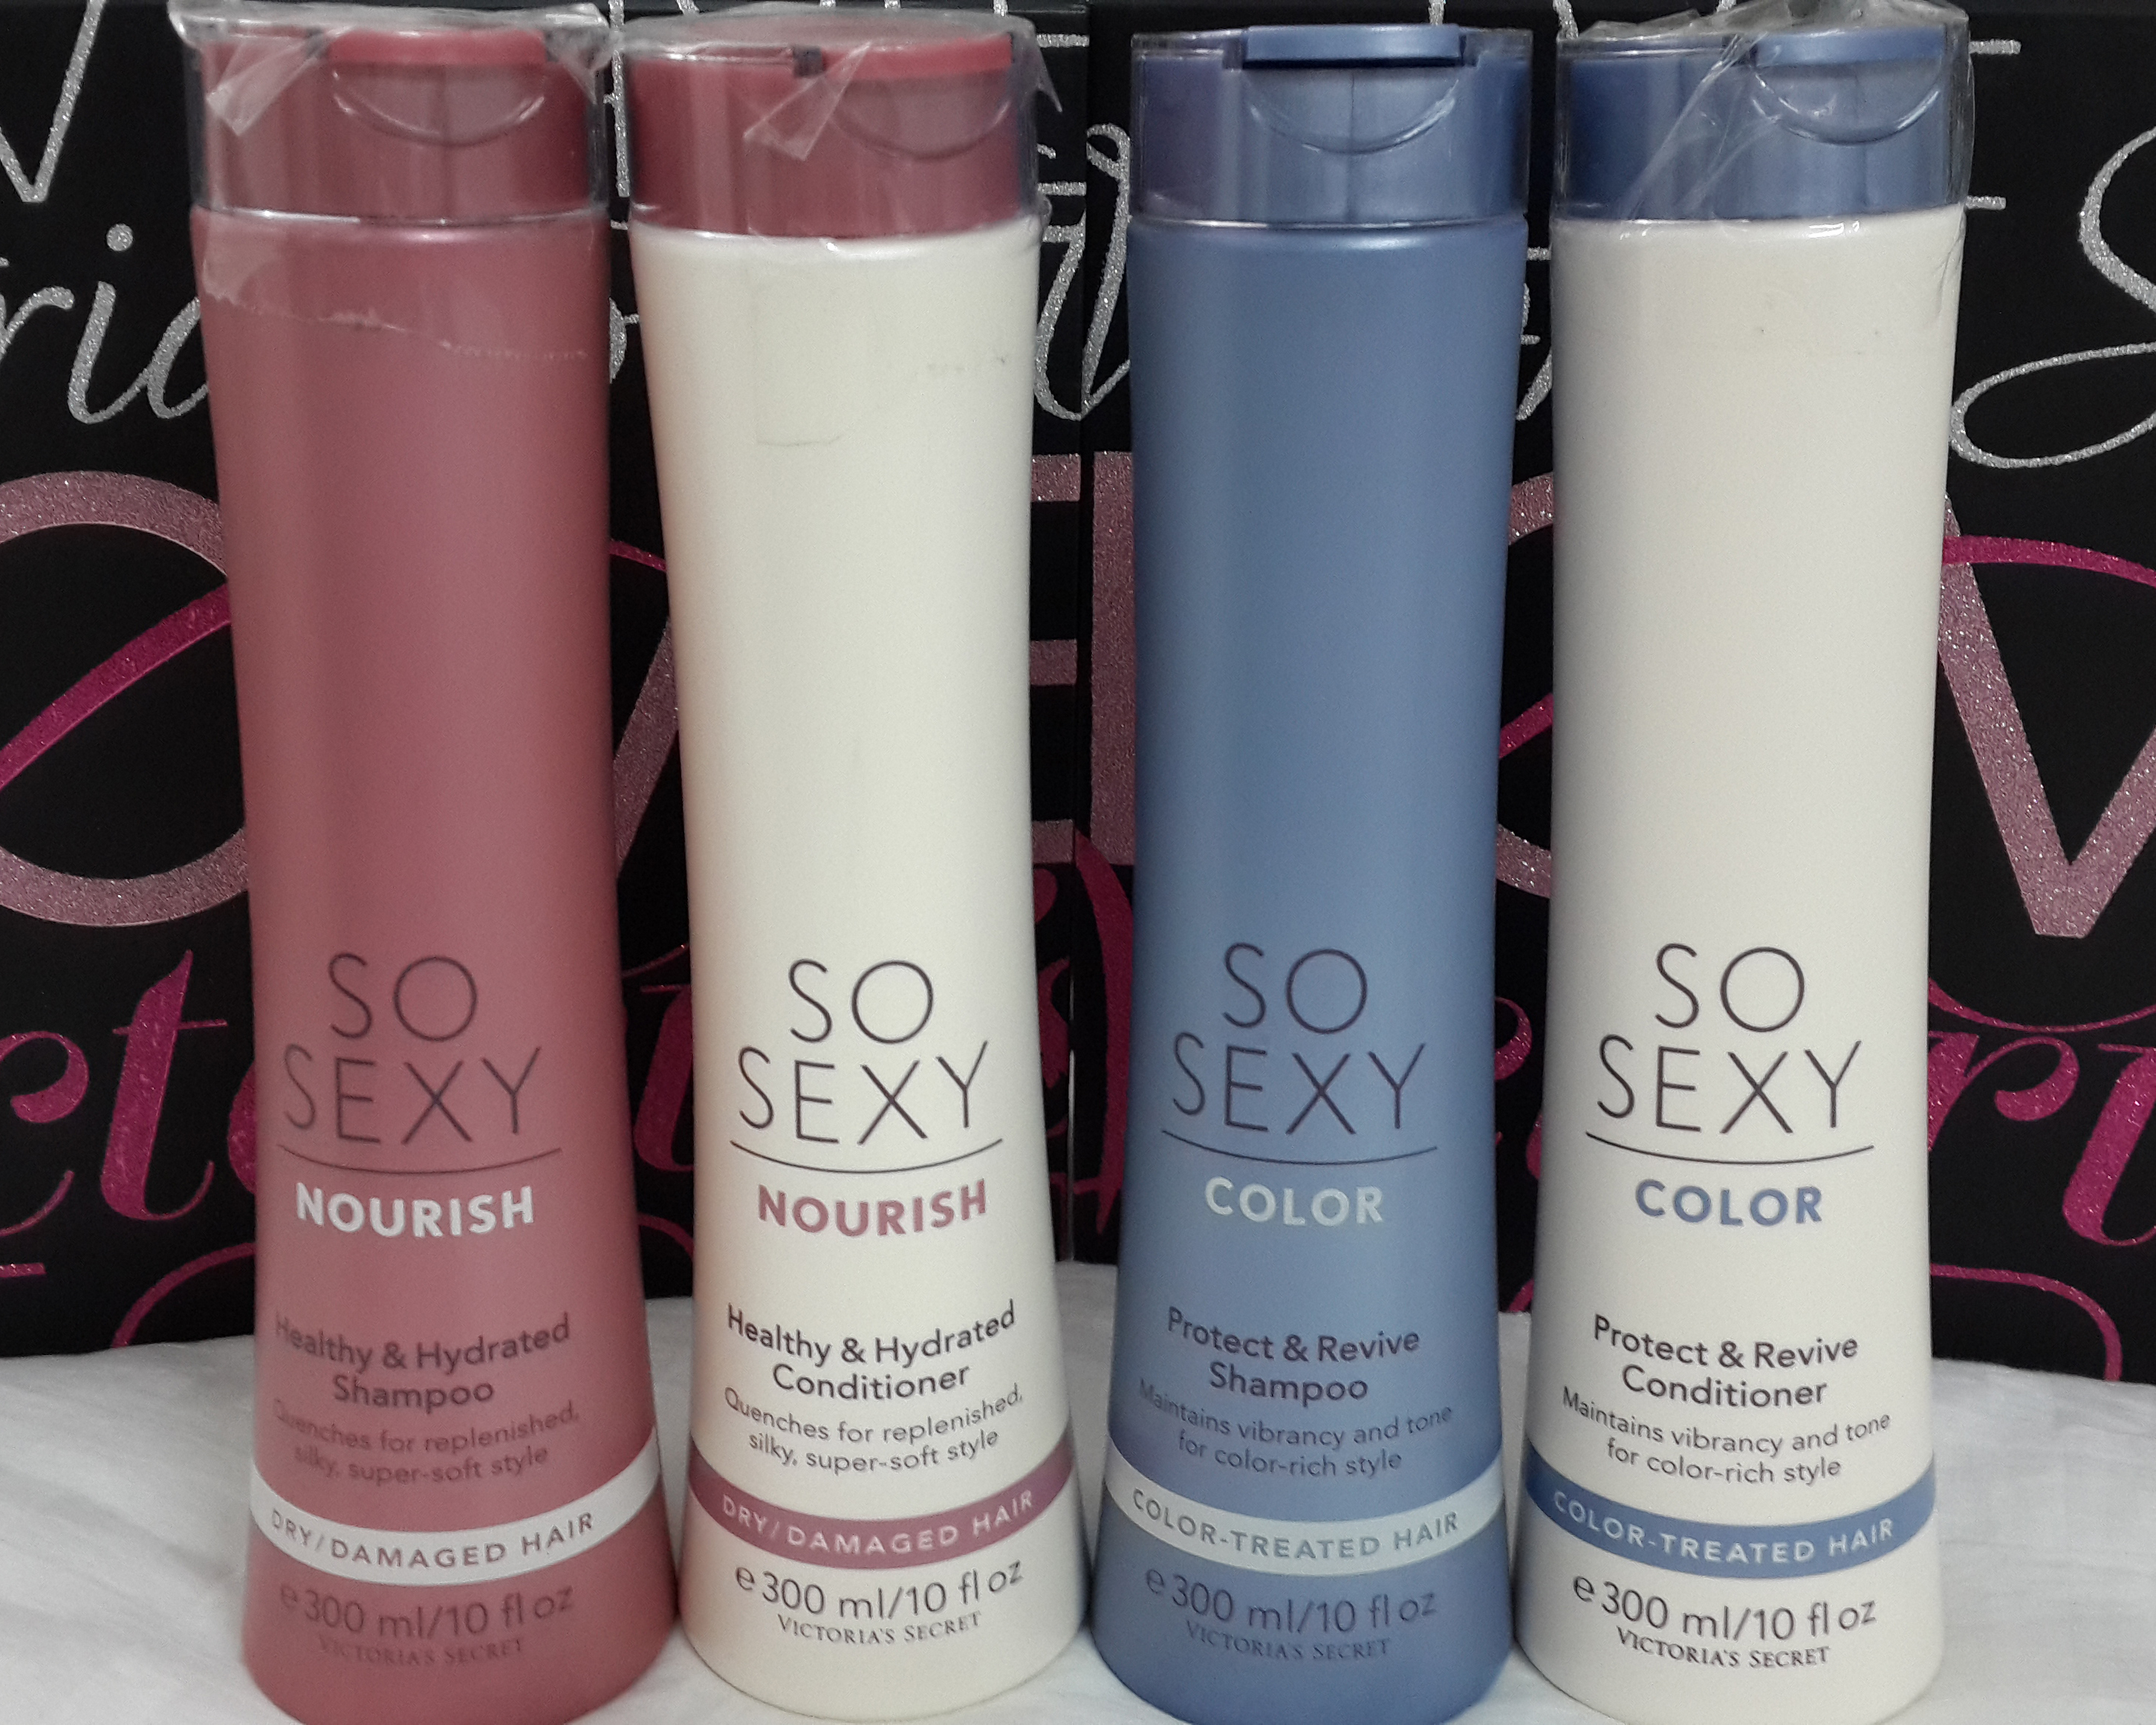 SO
SEXY
NOURISH
Healthy & Hydrated
Shampoo
Quenches for replenished,
silky, super-soft style
DRY/DAMAGED HAIR
e 300 ml/10 fl oz
VICTORIA'S SECRET
SO
SEXY
NOURISH
Healthy & Hydrated
Conditioner
Quenches for replenished,
silky, super-soft style
DRY/DAMAGED HAIR
e 300 ml/10 fl oz
VICTORIA'S SECRET
SO
SEXY
COLOR
Protect & Revive
Shampoo
Maintains vibrancy and tone
for color-rich style
COLOR-TREATED HAIR
e 300 ml/10 fl oz
VICTORIA'S SECRET
SO
SEXY
COLOR
Protect & Revive
Conditioner
Maintains vibrancy and tone
for color-rich style
COLOR-TREATED HAIR
e 300 ml/10 fl oz
VICTORIA'S SECRET